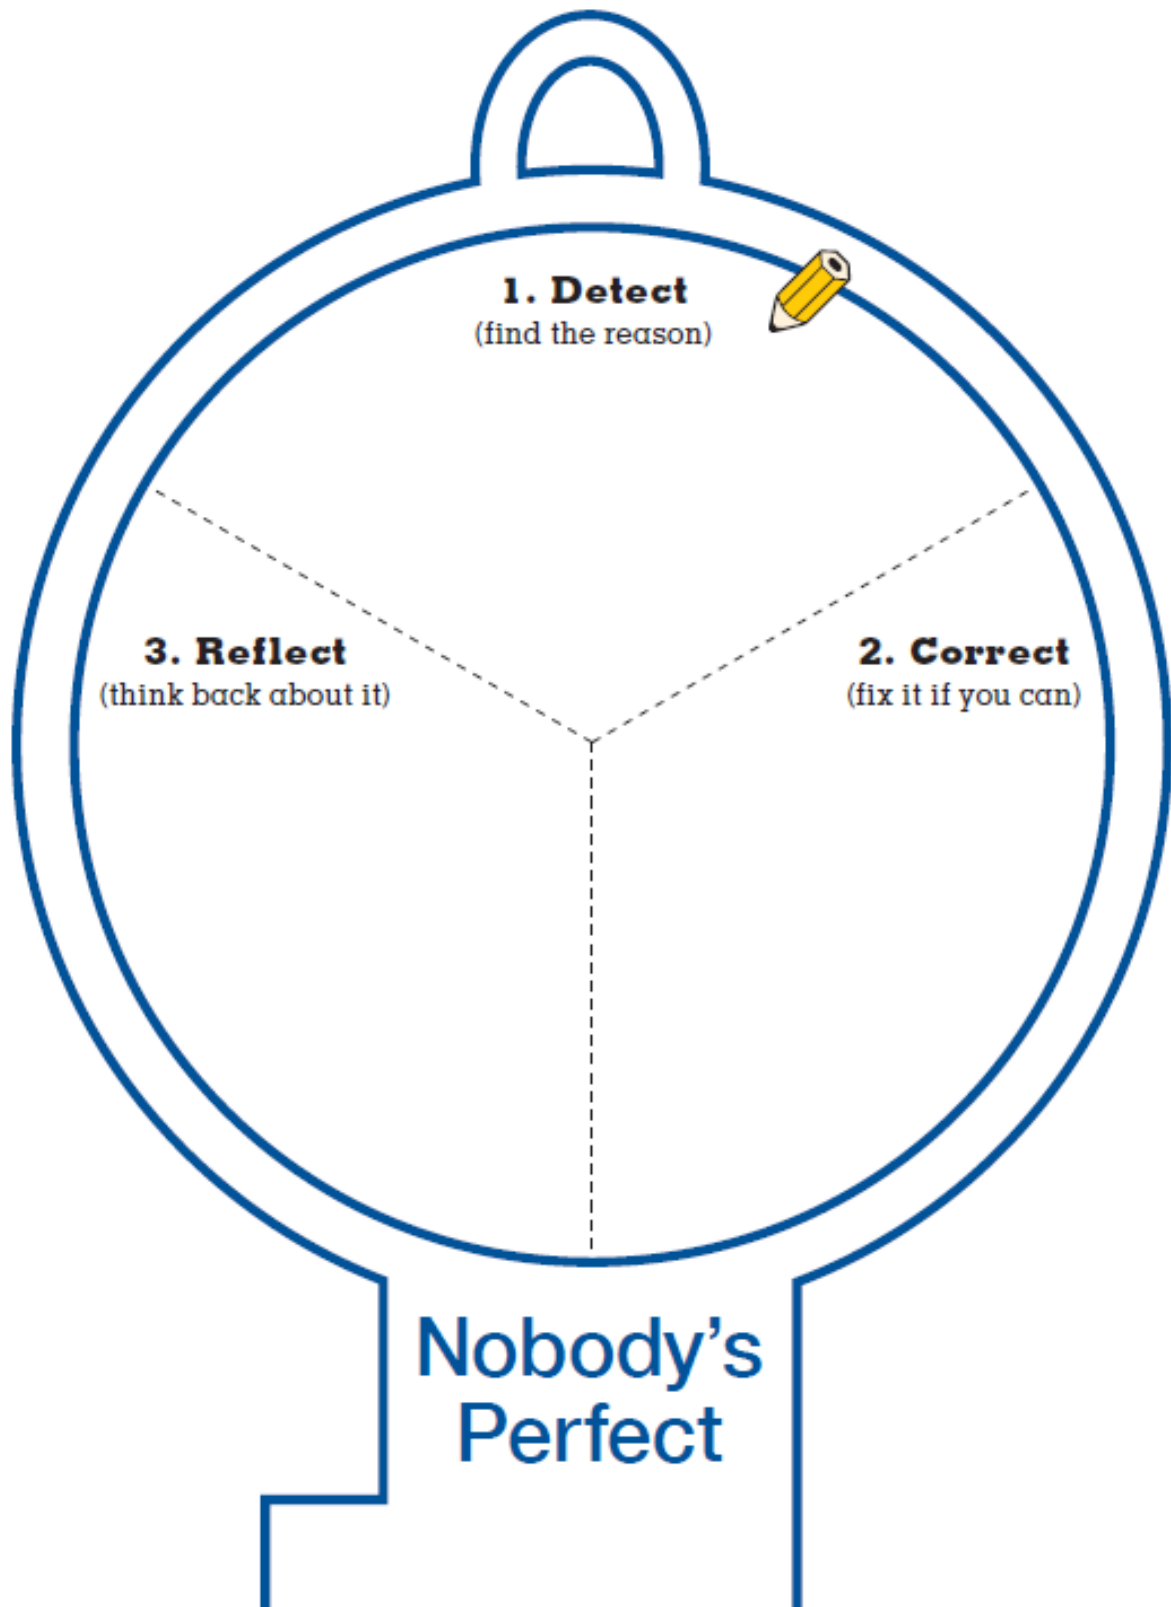 1. Detect
(find the reason)
2. Correct
(fix it if you can)
3. Reflect
(think back about it)
Nobody’s
Perfect